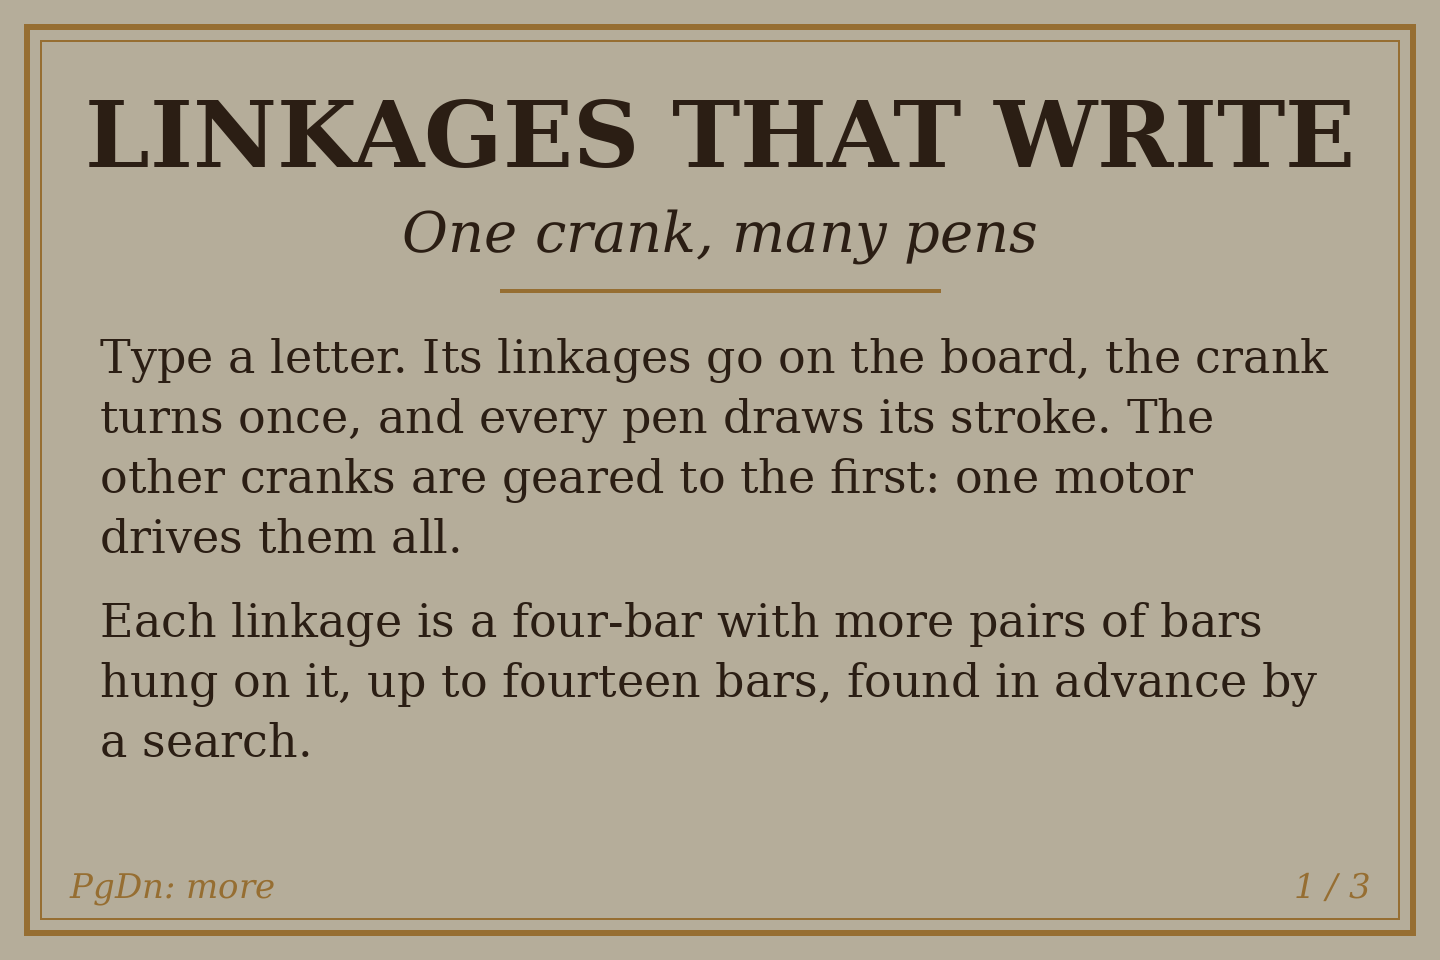 LINKAGES THAT WRITE
One crank, many pens
Type a letter. Its linkages go on the board, the crank
turns once, and every pen draws its stroke. The
other cranks are geared to the first: one motor
drives them all.
Each linkage is a four-bar with more pairs of bars
hung on it, up to fourteen bars, found in advance by
a search.
PgDn: more
1 / 3